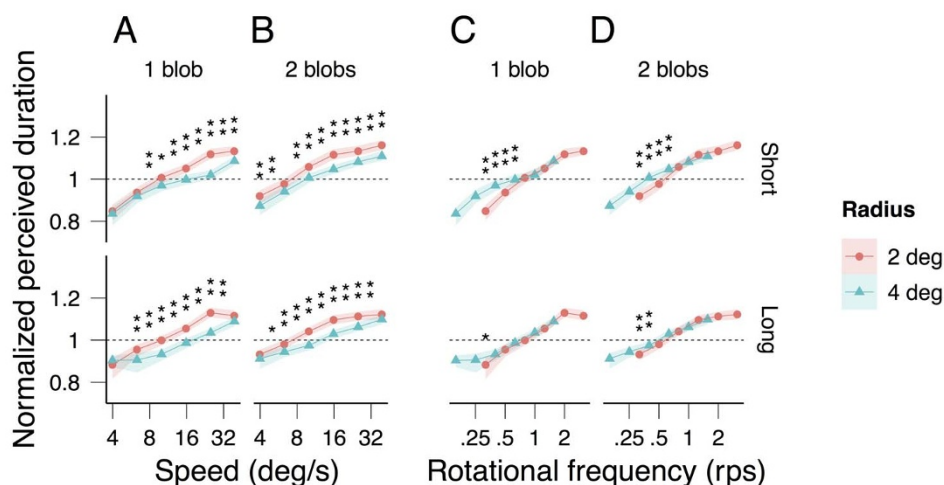 A B C D
1 blob 2 blobs 1 blob 2 blobs
Normalized perceived duration
1.2
1
0.8
Short
** ** ** ** ** **
** ** ** ** ** ** ** **
** ** ** **
** ** ** **
1.2
1
0.8
Long
** ** ** ** ** ** **
* ** ** ** ** ** ** **
*
** **
4 8 16 32 4 8 16 32 .25 .5 1 2 .25 .5 1 2
Speed (deg/s) Rotational frequency (rps)
Radius
2 deg
4 deg